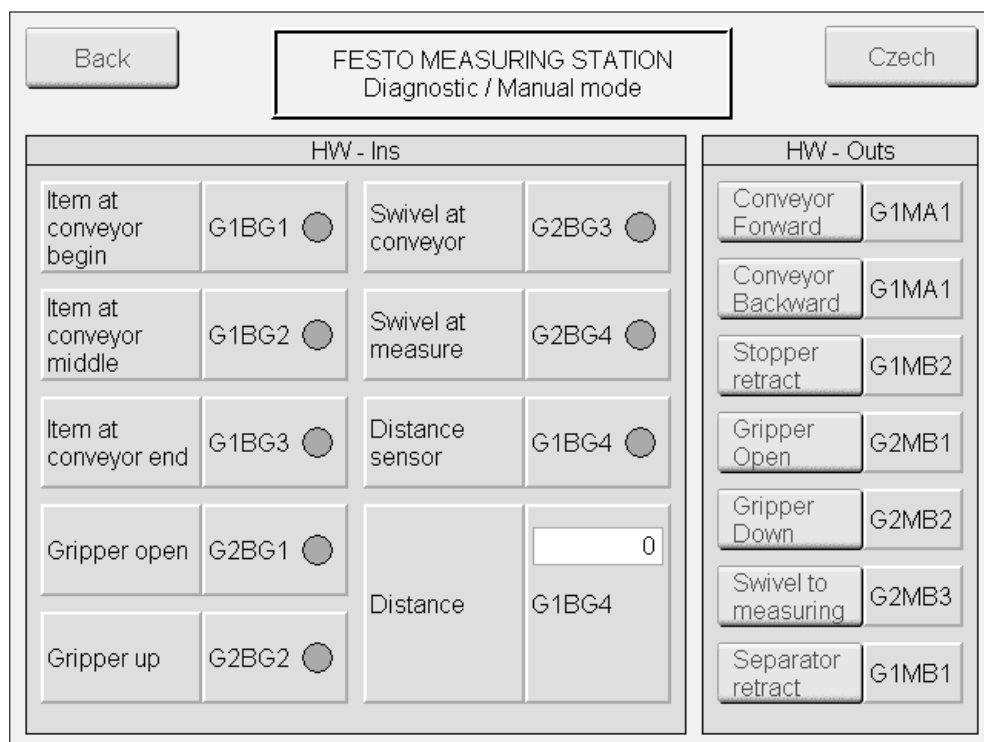 Back
FESTO MEASURING STATION
Diagnostic / Manual mode
Czech
HW - Ins
Item at
conveyor
begin
G1BG1
Swivel at
conveyor
G2BG3
Item at
conveyor
middle
G1BG2
Swivel at
measure
G2BG4
Item at
conveyor end
G1BG3
Distance
sensor
G1BG4
Gripper open
G2BG1
Distance
0
G1BG4
Gripper up
G2BG2
HW - Outs
Conveyor
Forward
G1MA1
Conveyor
Backward
G1MA1
Stopper
retract
G1MB2
Gripper
Open
G2MB1
Gripper
Down
G2MB2
Swivel to
measuring
G2MB3
Separator
retract
G1MB1